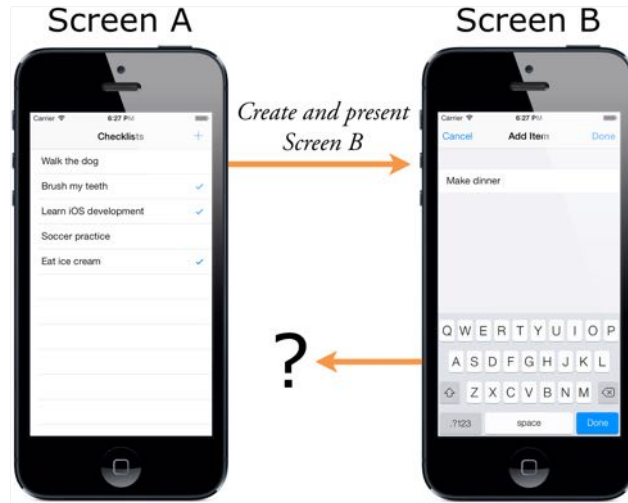 Screen A
Screen B
Carrier 6:27 PM
Checklists +
Walk the dog
Brush my teeth
Learn iOS development
Soccer practice
Eat ice cream
Create and present
Screen B
?
Carrier 6:27 PM
Cancel Add Item Done
Make dinner
Q W E R T Y U I O P
A S D F G H J K L
Z X C V B N M
.?123 space Done